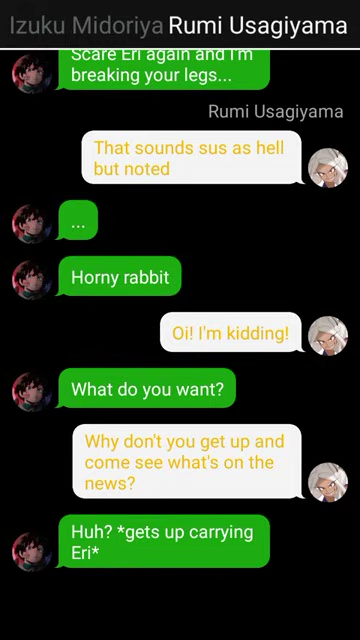 Izuku Midoriya Rumi Usagiyama
Scare Eri again and I'm
breaking your legs...
Rumi Usagiyama
That sounds sus as hell
but noted
...
Horny rabbit
Oi! I'm kidding!
What do you want?
Why don't you get up and
come see what's on the
news?
Huh? *gets up carrying
Eri*